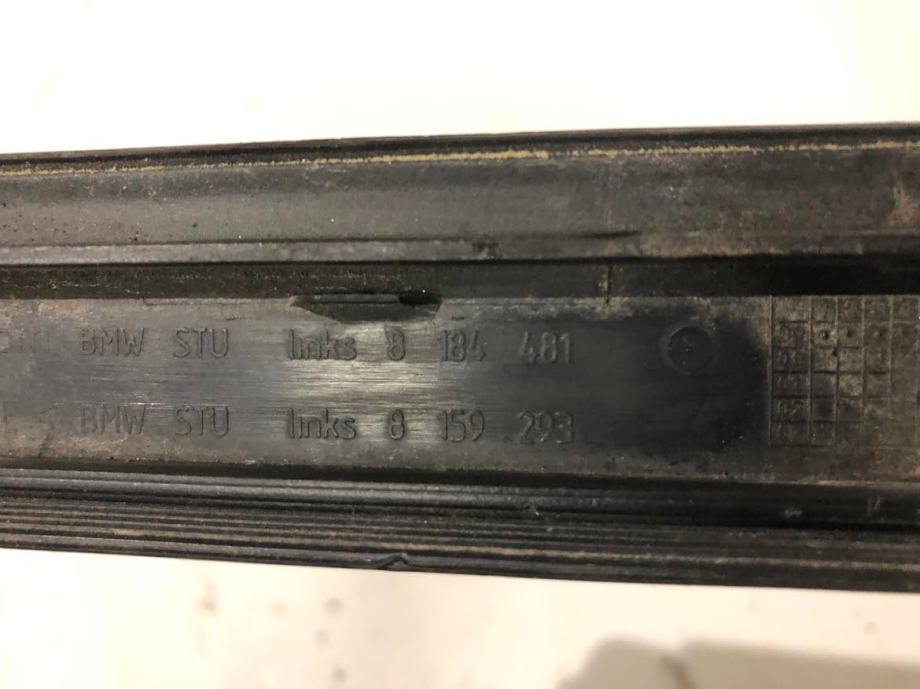 BMW STU links 8 184 481
BMW STU links 8 159 293